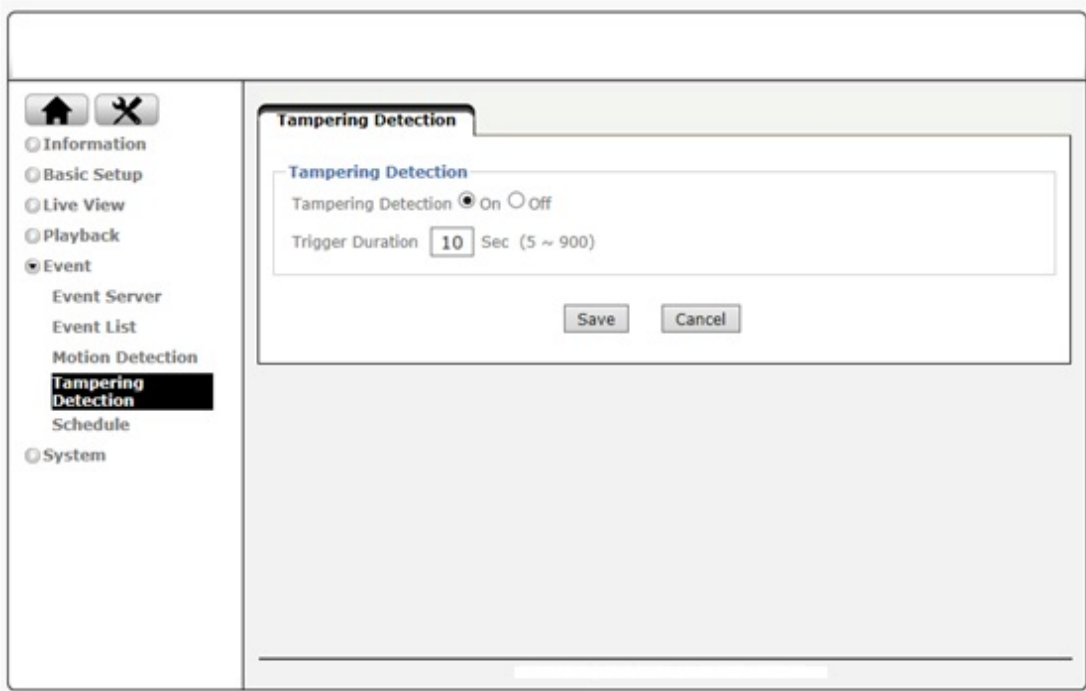 Information
Basic Setup
Live View
Playback
Event
Event Server
Event List
Motion Detection
Tampering
Detection
Schedule
System
Tampering Detection
Tampering Detection
Tampering Detection On Off
Trigger Duration 10 Sec (5 ~ 900)
Save Cancel